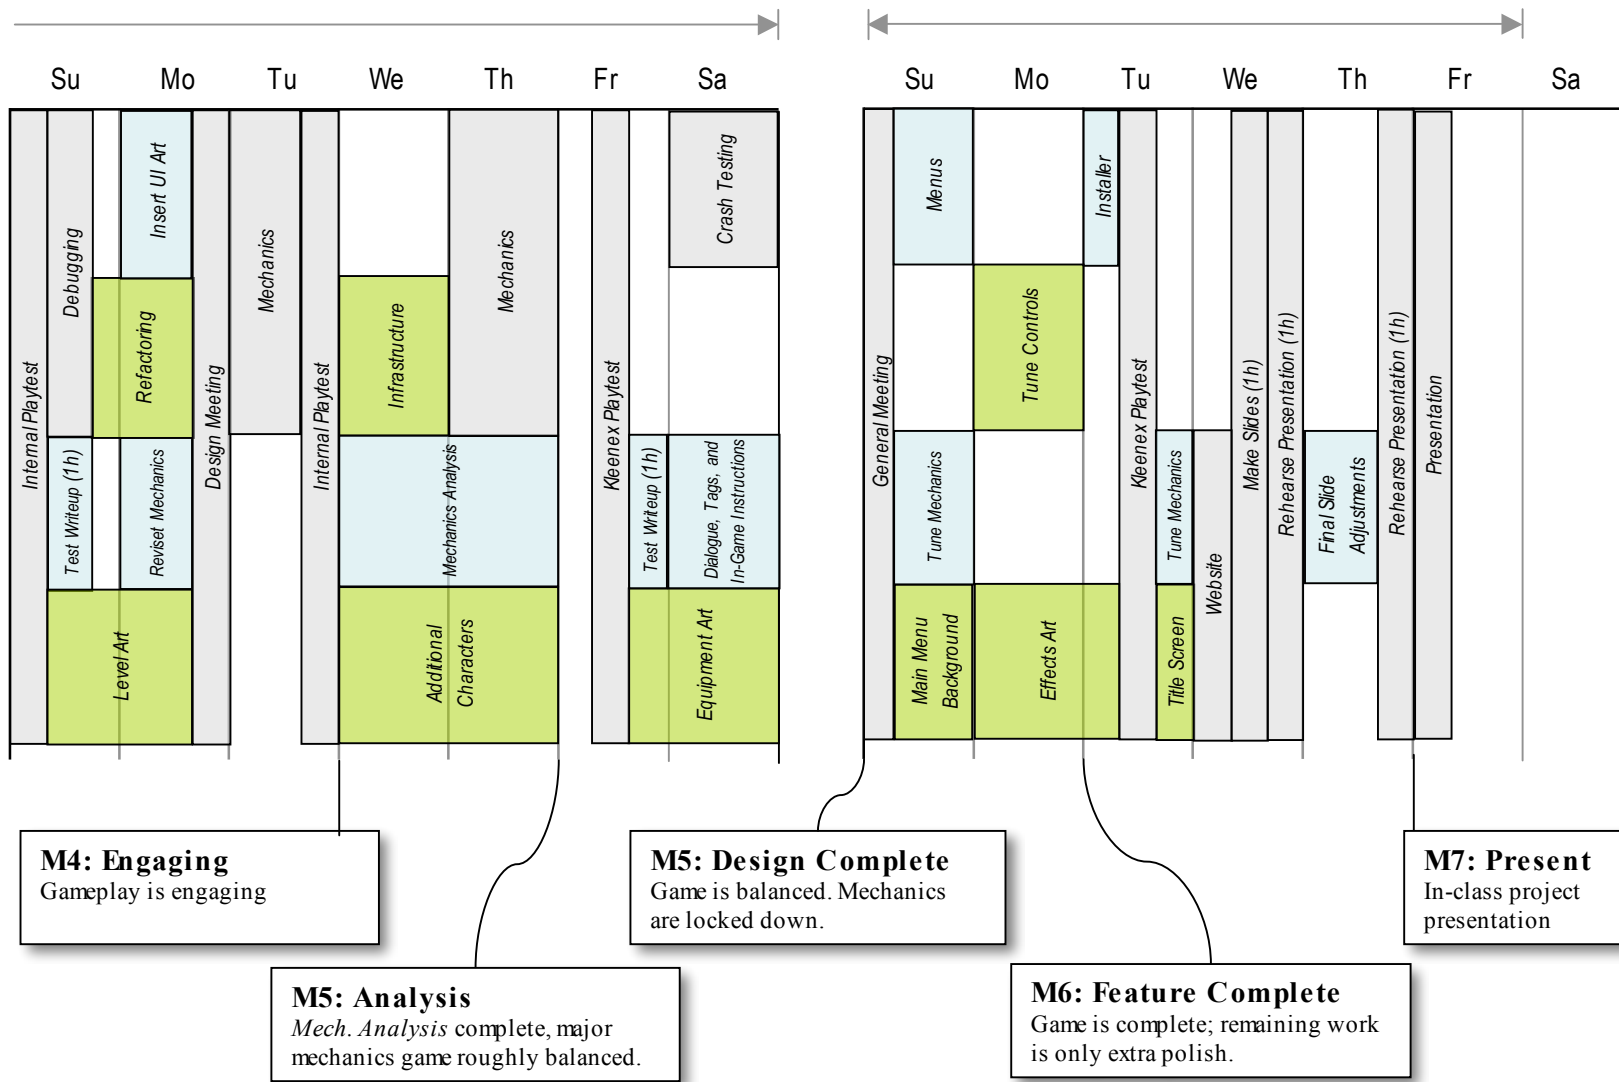 Su Mo Tu We Th Fr Sa
Su Mo Tu We Th Fr Sa
Internal Playtest
Debugging
Test Writeup (1h)
Level Art
Refactoring
Insert UI Art
Reviset Mechanics
Design Meeting
Mechanics
Internal Playtest
Infrastructure
Mechanics
Mechanics Analysis
Additional
Characters
Kleenex Playtest
Test Writeup (1h)
Crash Testing
Dialogue, Tags, and
In-Game Instructions
Equipment Art
General Meeting
Menus
Tune Mechanics
Main Menu
Background
Tune Controls
Effects Art
Installer
Kleenex Playtest
Tune Mechanics
Title Screen
Website
Make Slides (1h)
Rehearse Presentation (1h)
Final Slide
Adjustments
Rehearse Presentation (1h)
Presentation
M4: Engaging
Gameplay is engaging
M5: Analysis
Mech. Analysis complete, major
mechanics game roughly balanced.
M5: Design Complete
Game is balanced. Mechanics
are locked down.
M6: Feature Complete
Game is complete; remaining work
is only extra polish.
M7: Present
In-class project
presentation